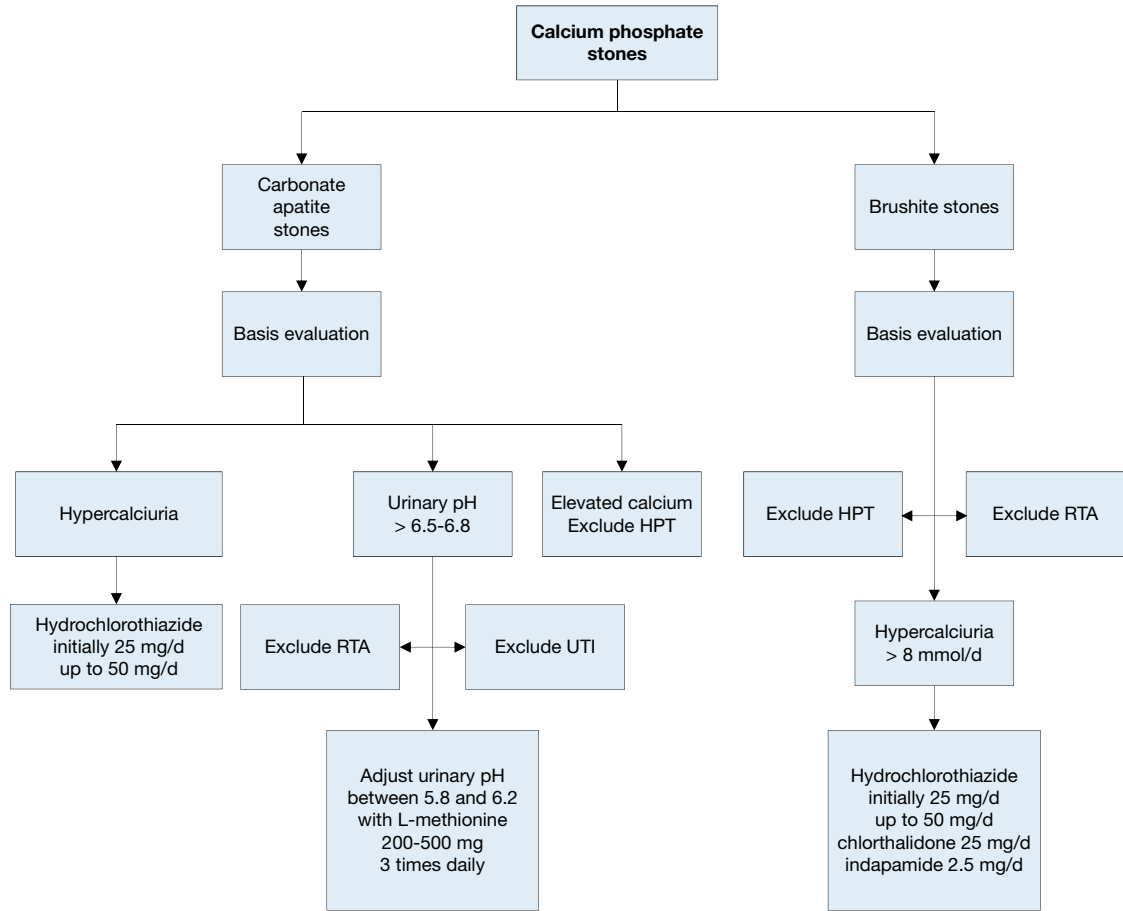 Calcium phosphate
stones
Carbonate
apatite
stones
Brushite stones
Basis evaluation
Basis evaluation
Hypercalciuria
Urinary pH
> 6.5-6.8
Elevated calcium
Exclude HPT
Exclude HPT
Exclude RTA
Hydrochlorothiazide
initially 25 mg/d
up to 50 mg/d
Exclude RTA
Exclude UTI
Hypercalciuria
> 8 mmol/d
Adjust urinary pH
between 5.8 and 6.2
with L-methionine
200-500 mg
3 times daily
Hydrochlorothiazide
initially 25 mg/d
up to 50 mg/d
chlorthalidone 25 mg/d
indapamide 2.5 mg/d